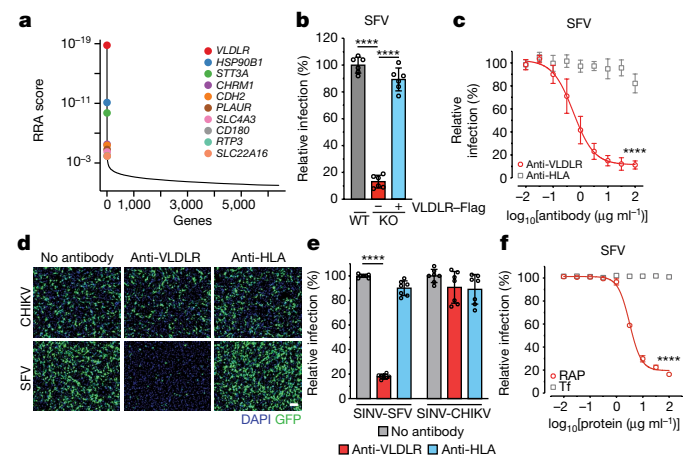 a
10⁻¹⁹
10⁻¹¹
10⁻³
RRA score
0 1,000 3,000 5,000
Genes
VLDLR
HSP90B1
STT3A
CHRM1
CDH2
PLAUR
SLC4A3
CD180
RTP3
SLC22A16
b
SFV
**** ****
120
100
80
60
40
20
0
Relative infection (%)
– +
WT KO VLDLR–Flag
c
SFV
100
80
60
40
20
0
Relative
infection (%)
****
Anti-VLDLR
Anti-HLA
–2 –1 0 1 2
log₁₀[antibody (μg ml⁻¹)]
d
No antibody Anti-VLDLR Anti-HLA
CHIKV
SFV
DAPI GFP
e
****
100
80
60
40
20
0
Relative infection (%)
SINV-SFV SINV-CHIKV
No antibody
Anti-VLDLR Anti-HLA
f
SFV
100
80
60
40
20
0
Relative infection (%)
****
RAP
Tf
–2 –1 0 1 2
log₁₀[protein (μg ml⁻¹)]